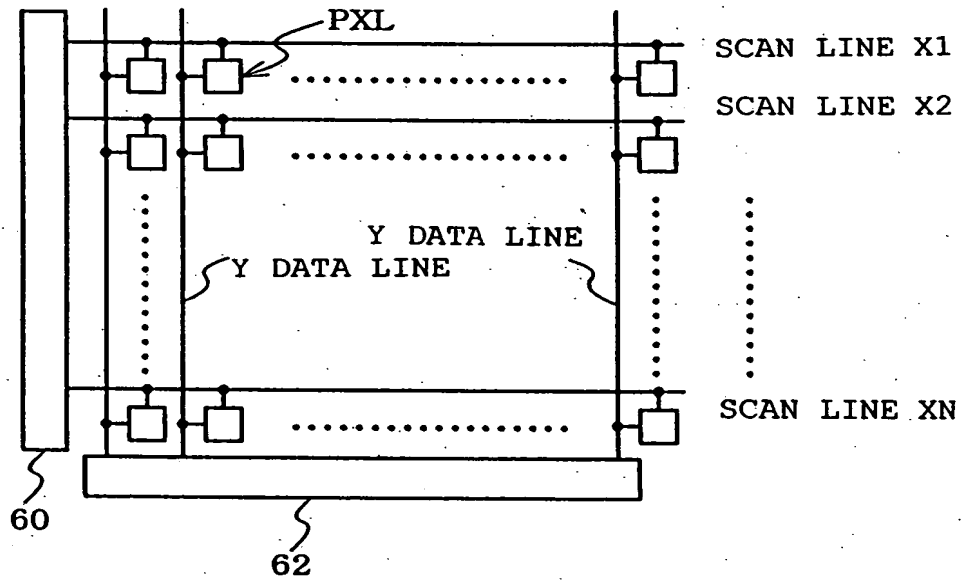 PXL
SCAN LINE X1
SCAN LINE X2
Y DATA LINE
Y DATA LINE
SCAN LINE XN
60
62